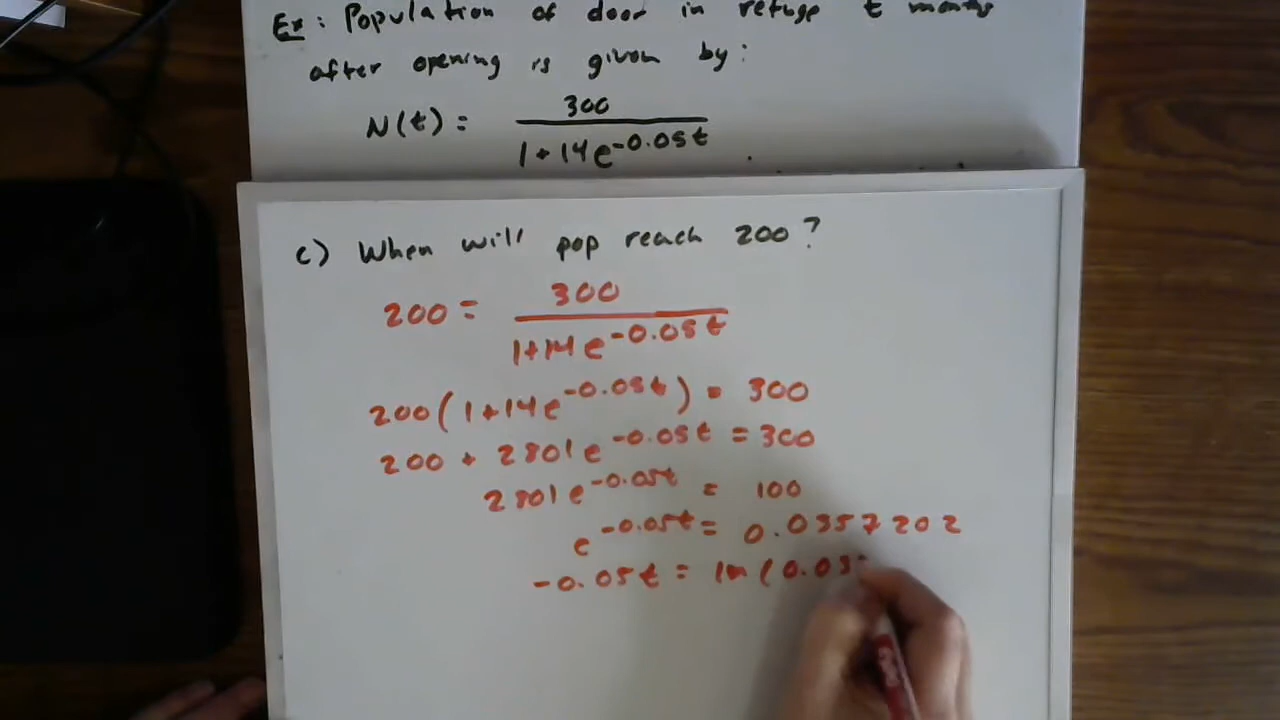 Ex: Population of door in refuge t months
after opening is given by:
N(t) = 300 / 1+14e^-0.05t
c) When will pop reach 200?
200 = 300 / 1+14e^-0.05t
200(1+14e^-0.05t) = 300
200 + 2801e^-0.05t = 300
2801e^-0.05t = 100
e^-0.05t = 0.0357202
-0.05t = ln(0.035